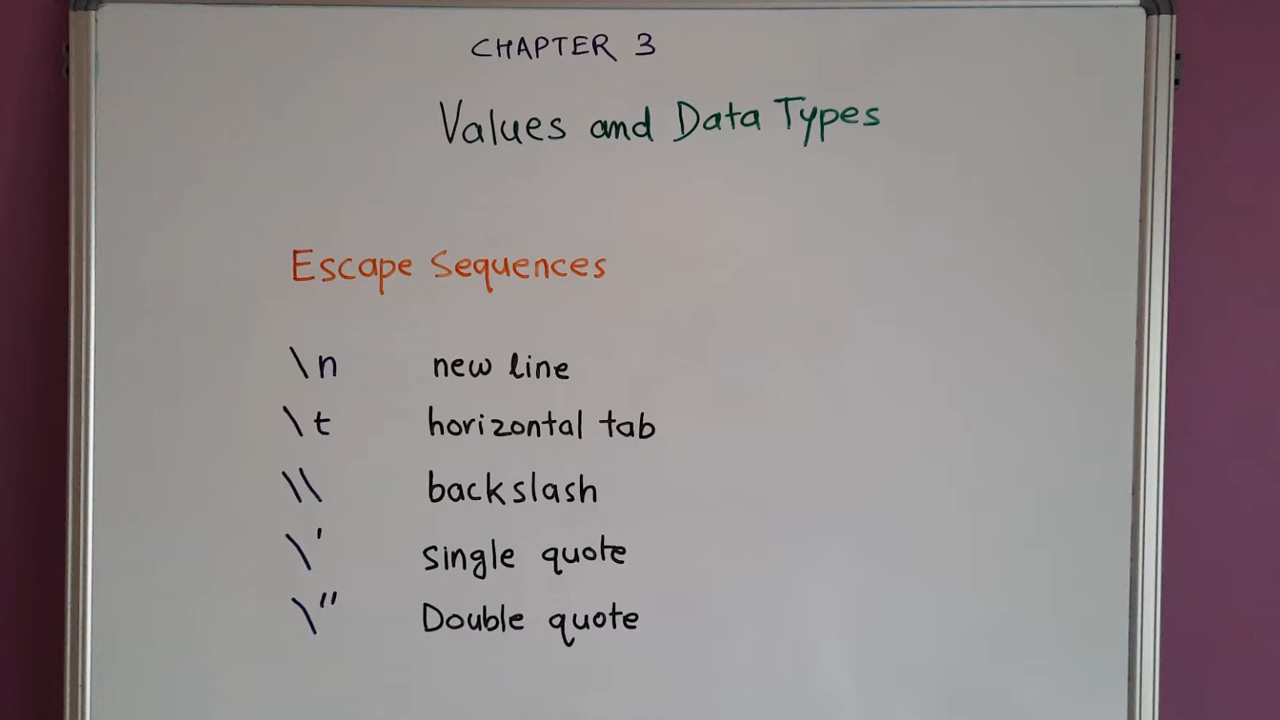 CHAPTER 3
Values and Data Types
Escape Sequences
\n new line
\t horizontal tab
\\ backslash
\' single quote
\" Double quote